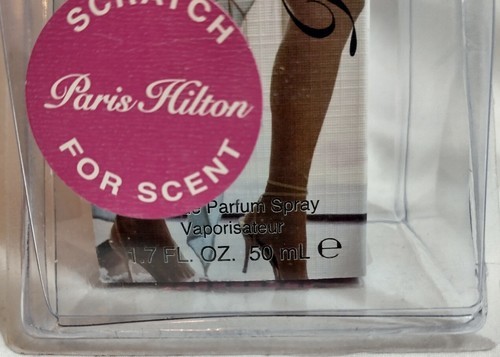 SCRATCH
Paris Hilton
FOR SCENT
Parfum Spray
Vaporisateur
1.7 FL. OZ. 50 mL e